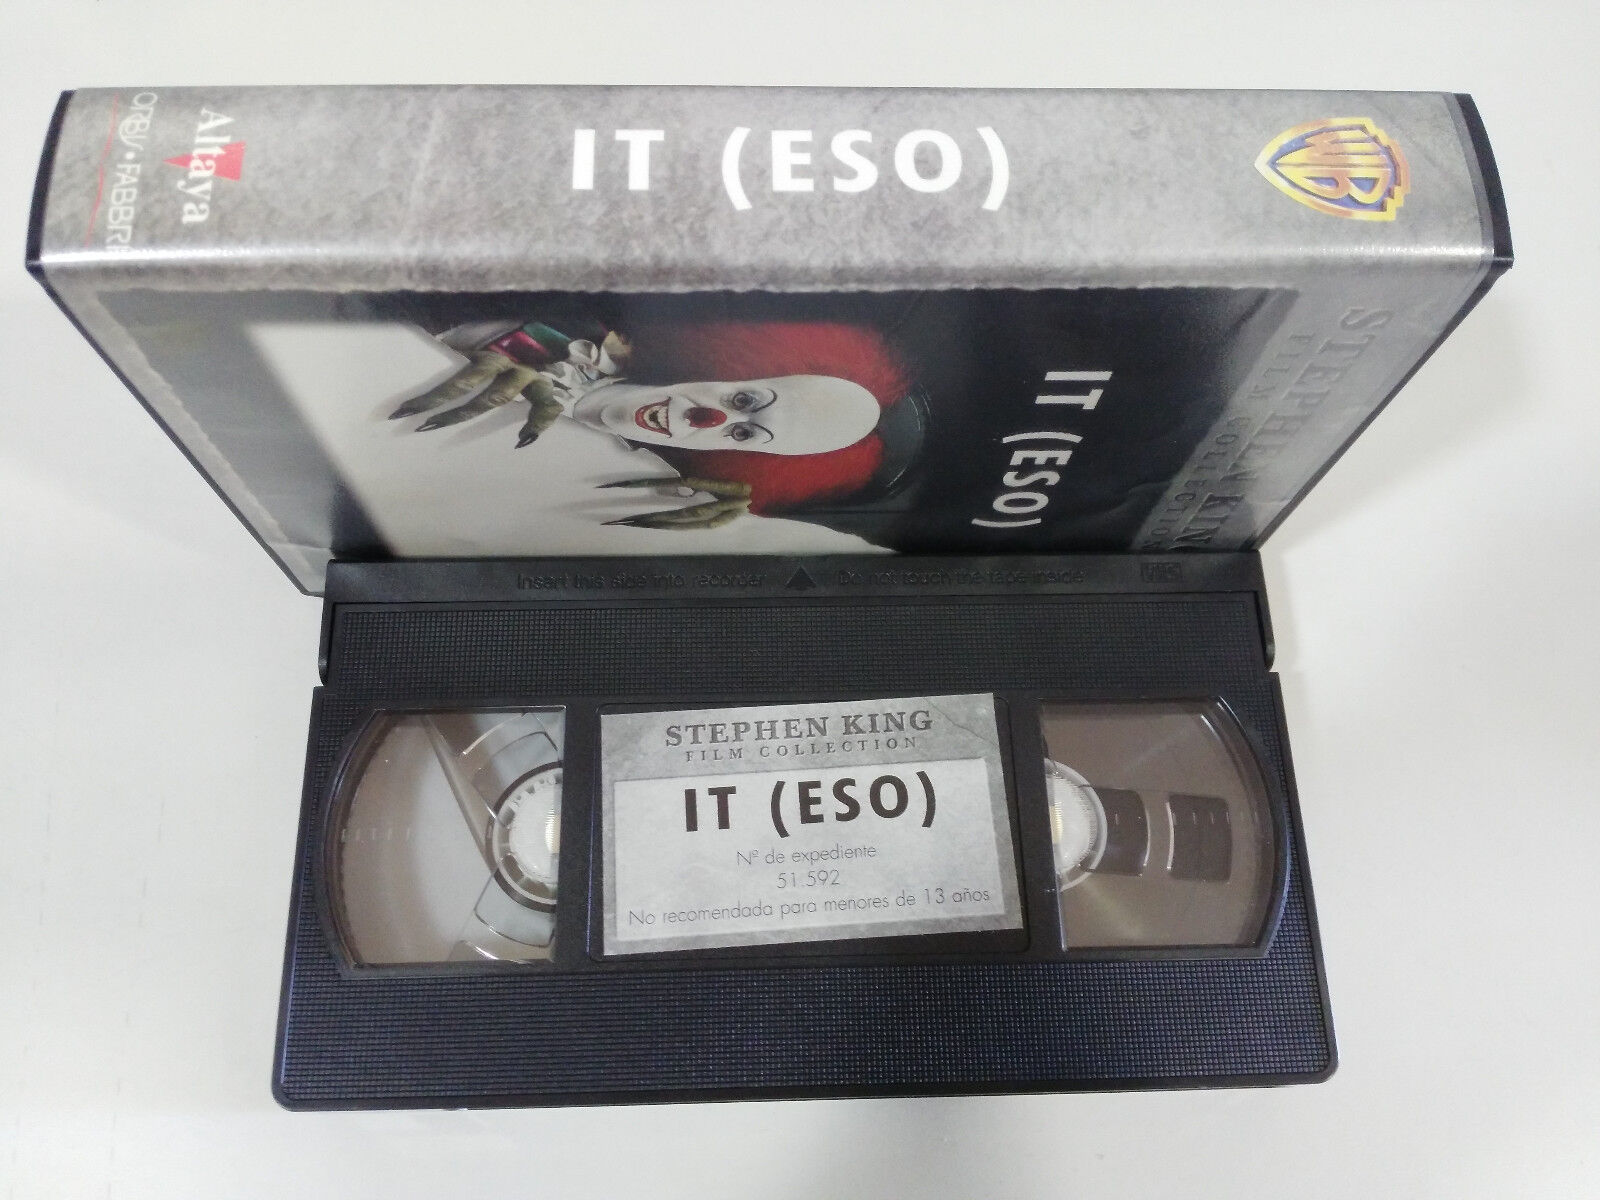 Altaya
ORBIS • FABBRI
IT (ESO)
WB
STEPHEN KING
FILM COLLECTION
IT (ESO)
Insert this side into recorder ▲ Do not touch the tape inside VHS
STEPHEN KING
FILM COLLECTION
IT (ESO)
Nº de expediente
51.592
No recomendada para menores de 13 años